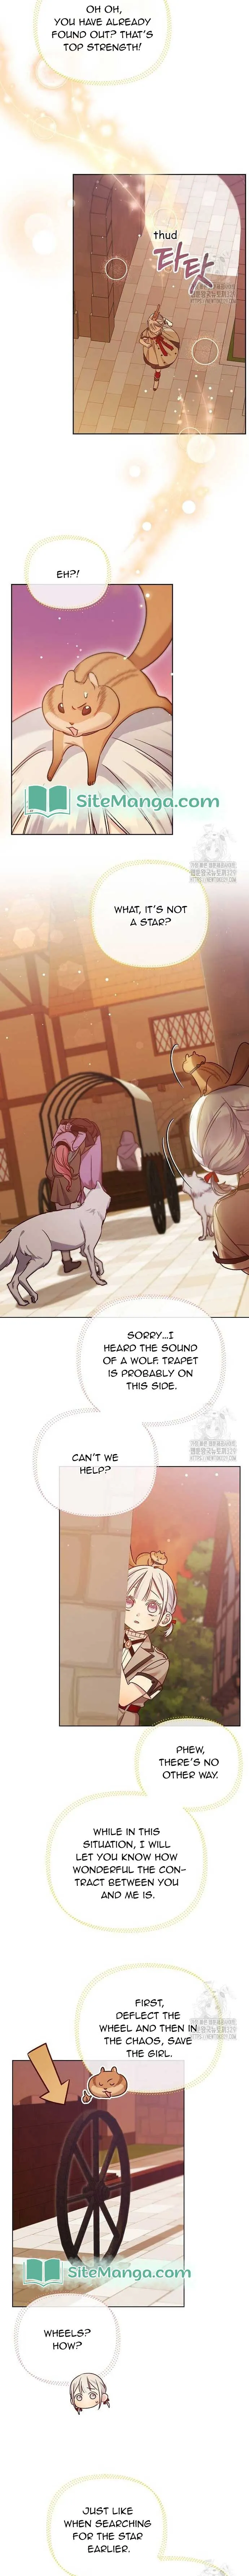 OH OH,
YOU HAVE ALREADY
FOUND OUT? THAT'S
TOP STRENGTH!
thud
타탓
EH?!
SiteManga.com
WHAT, IT'S NOT
A STAR?
SORRY...I
HEARD THE SOUND
OF A WOLF. TRAPET
IS PROBABLY ON
THIS SIDE.
CAN'T WE
HELP?
PHEW,
THERE'S NO
OTHER WAY.
WHILE IN THIS
SITUATION, I WILL
LET YOU KNOW HOW
WONDERFUL THE CON-
TRACT BETWEEN YOU
AND ME IS.
FIRST,
DEFLECT THE
WHEEL AND THEN IN
THE CHAOS, SAVE
THE GIRL.
SiteManga.com
WHEELS?
HOW?
JUST LIKE
WHEN SEARCHING
FOR THE STAR
EARLIER.